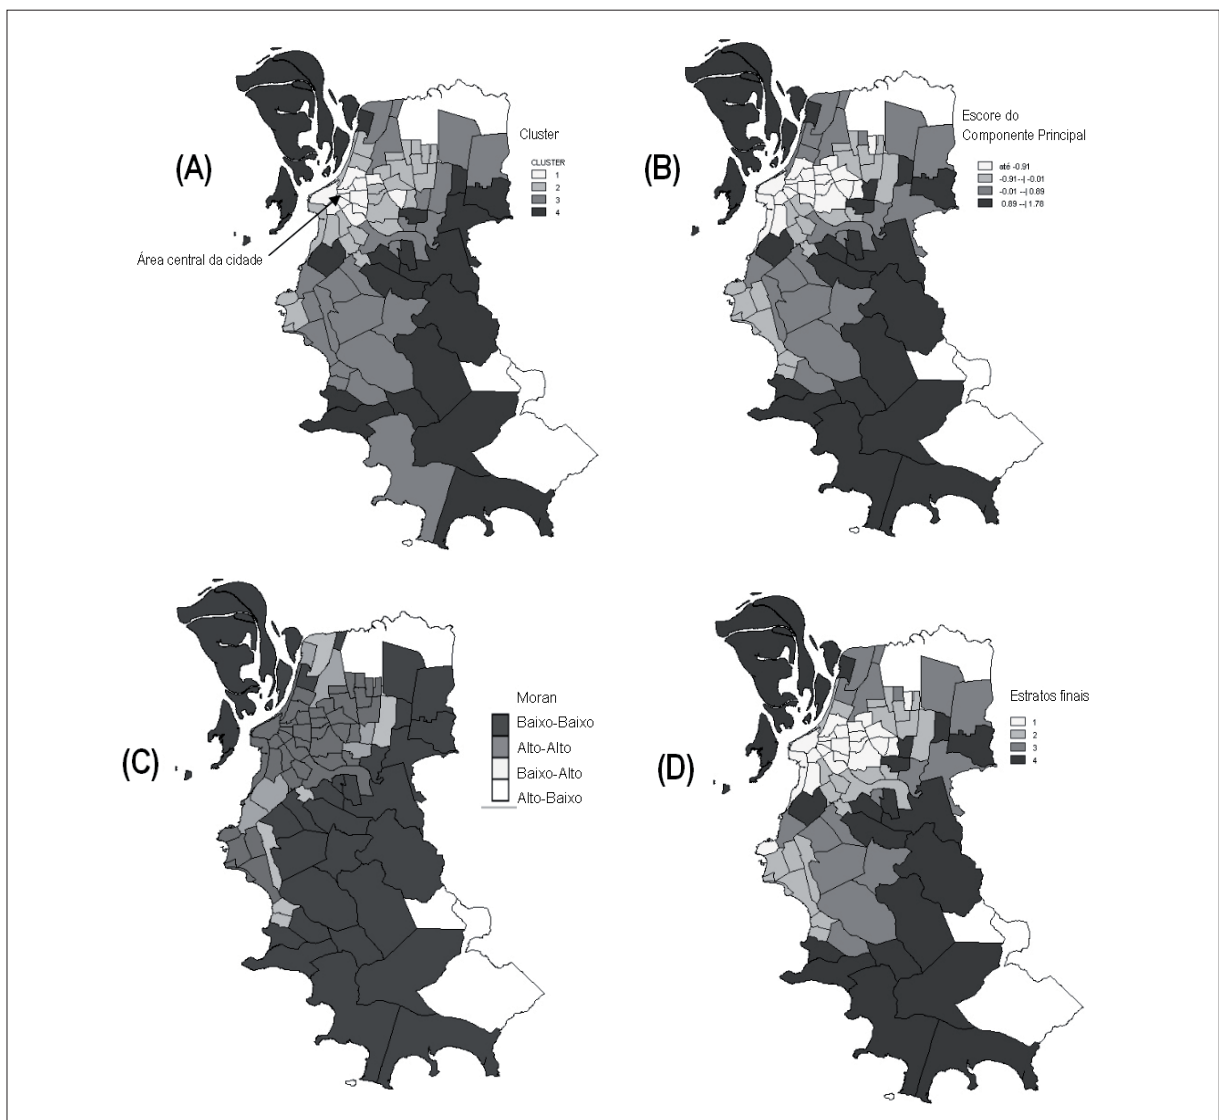 (A)
Cluster
CLUSTER
1
2
3
4
Área central da cidade
(B)
Escore do
Componente Principal
até -0.91
-0.91--| -0.01
-0.01 --| 0.89
0.89 --| 1.78
(C)
Moran
Baixo-Baixo
Alto-Alto
Baixo-Alto
Alto-Baixo
(D)
Estratos finais
1
2
3
4